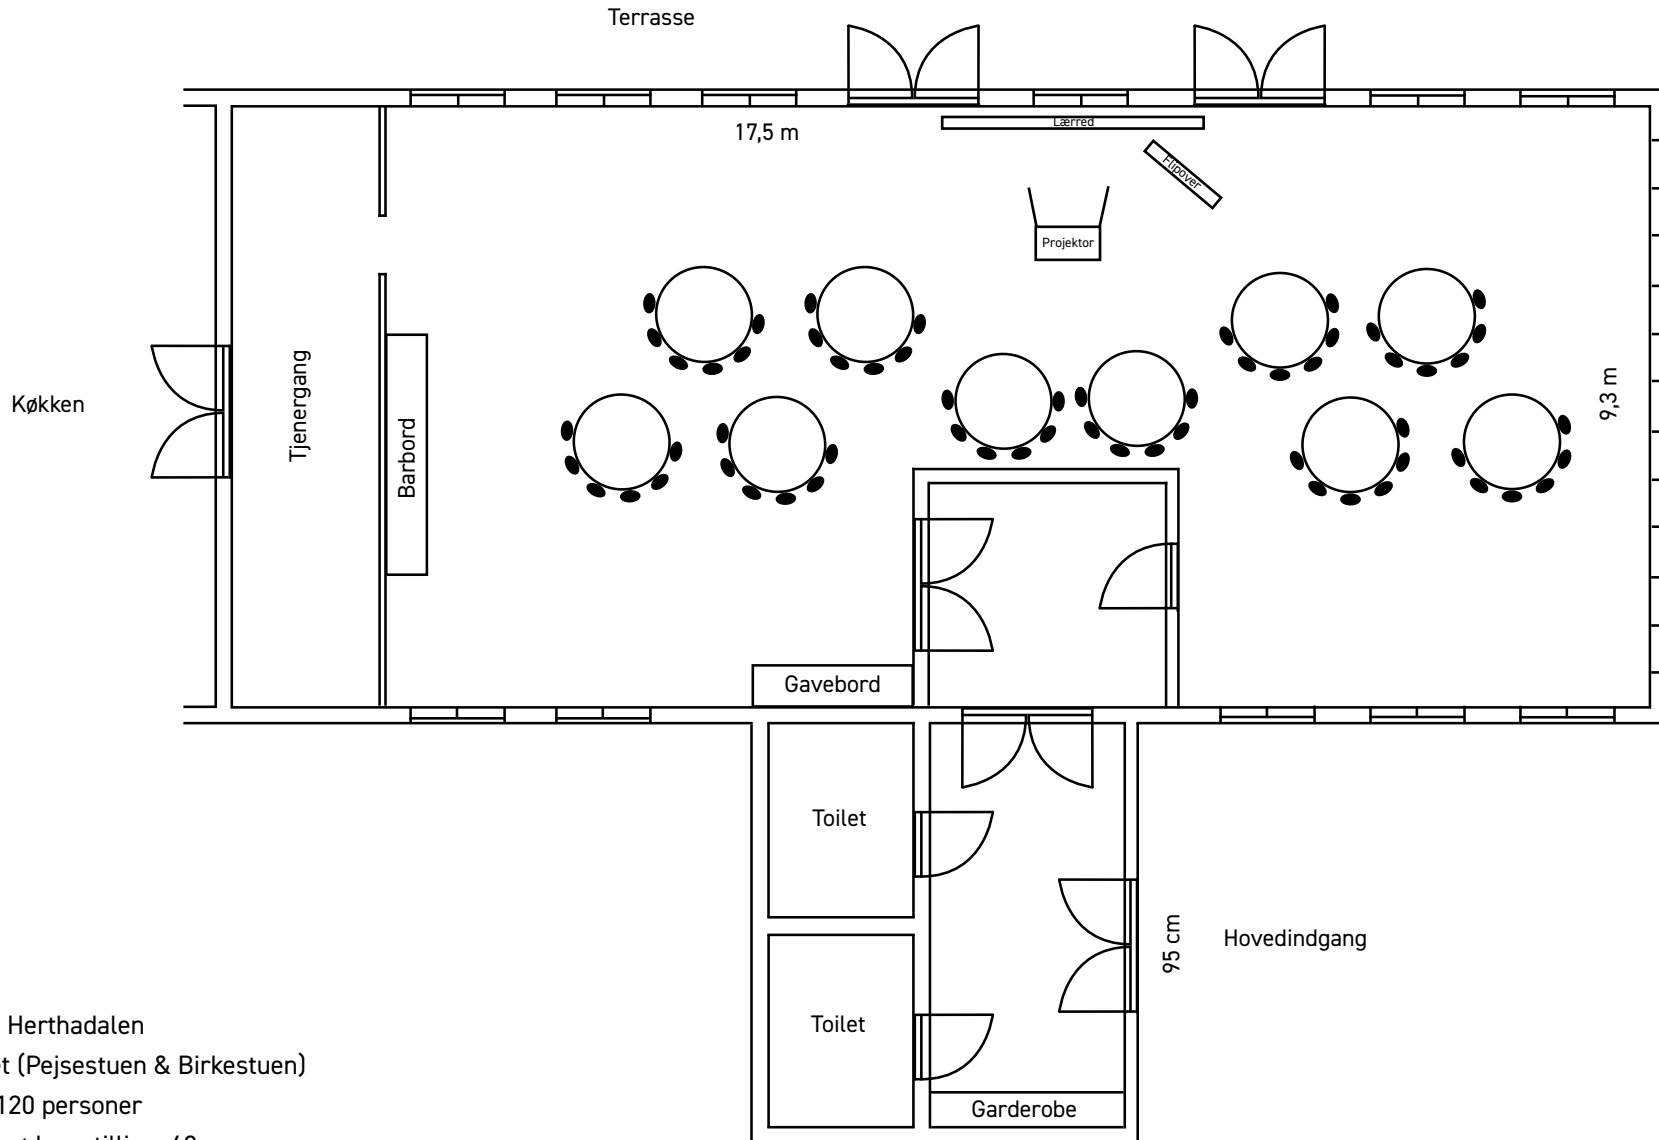 Terrasse
17,5 m
Lærred
Flipover
Projektor
9,3 m
Køkken
Tjenergang
Barbord
Gavebord
Toilet
95 cm
Hovedindgang
Toilet
Garderobe
Herthadalen
(Pejsestuen & Birkestuen)
120 personer